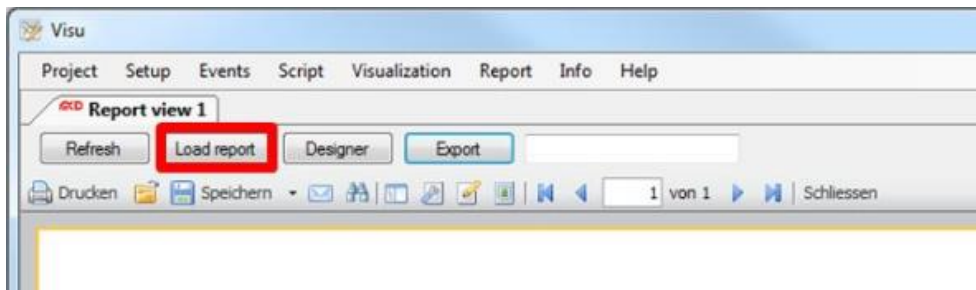 Visu
Project Setup Events Script Visualization Report Info Help
GCD Report view 1
Refresh Load report Designer Export
Drucken Speichern 1 von 1 Schliessen